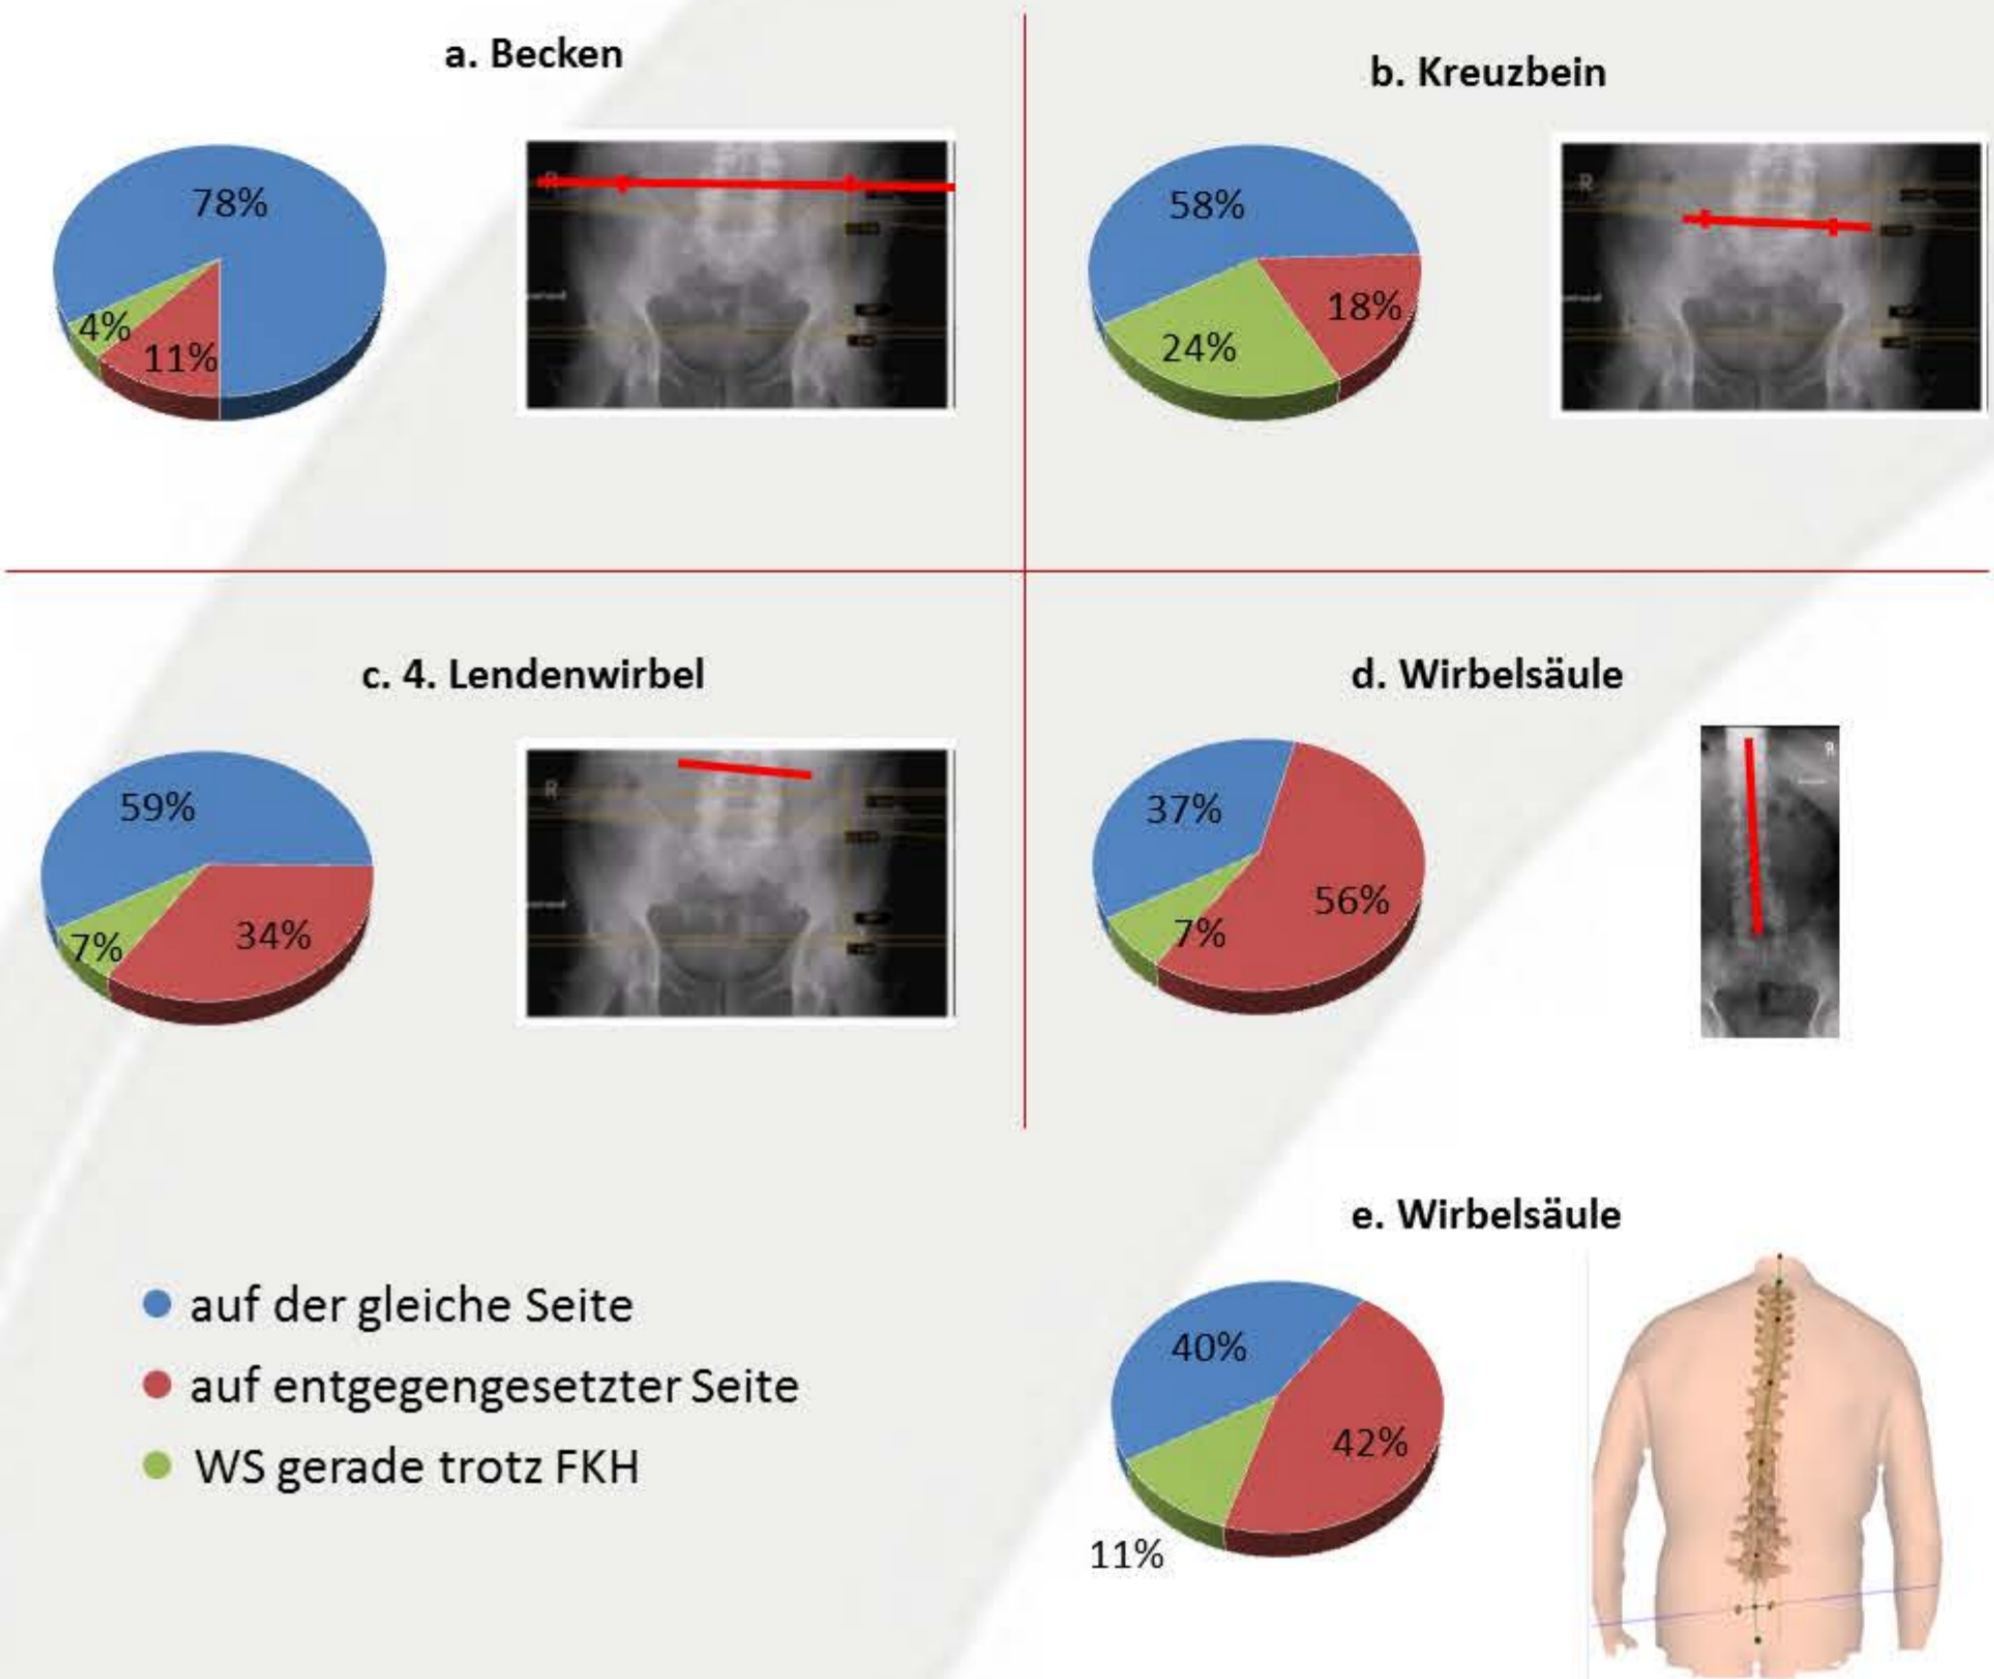 a. Becken
78%
4%
11%
R
b. Kreuzbein
58%
18%
24%
R
c. 4. Lendenwirbel
59%
7%
34%
R
d. Wirbelsäule
37%
56%
7%
R
e. Wirbelsäule
40%
42%
11%
auf der gleiche Seite
auf entgegengesetzter Seite
WS gerade trotz FKH